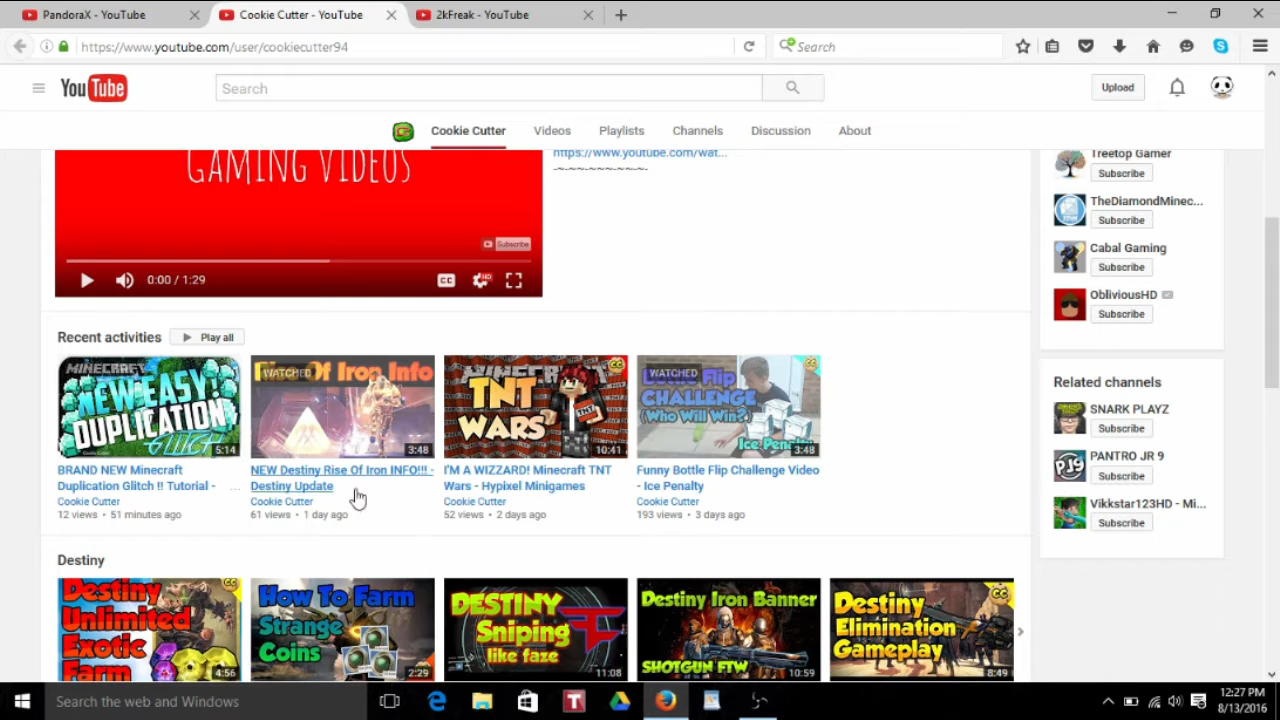 PandoraX - YouTube
Cookie Cutter - YouTube
2kFreak - YouTube
https://www.youtube.com/user/cookiecutter94
Search
YouTube
Search
Upload
Cookie Cutter
Videos
Playlists
Channels
Discussion
About
GAMING VIDEOS
Subscribe
0:00 / 1:29
CC
HD
https://www.youtube.com/wat...
~-~~-~~~-~~-~-
Treetop Gamer
Subscribe
TheDiamondMinec...
Subscribe
Cabal Gaming
Subscribe
ObliviousHD
Subscribe
Recent activities
Play all
MINECRAFT
NEW EASY!
DUPLICATION
GLITCH
5:14
BRAND NEW Minecraft
Duplication Glitch !! Tutorial - ...
Cookie Cutter
12 views • 51 minutes ago
Rise Of Iron Info
WATCHED
3:48
NEW Destiny Rise Of Iron INFO!!! -
Destiny Update
Cookie Cutter
61 views • 1 day ago
MINECRAFT
CC
TNT
WARS
TNT
10:41
I'M A WIZZARD! Minecraft TNT
Wars - Hypixel Minigames
Cookie Cutter
52 views • 2 days ago
Bottle Flip
WATCHED
CHALLENGE
(Who Will Win?)
CC
Ice Penalty
3:48
Funny Bottle Flip Challenge Video
- Ice Penalty
Cookie Cutter
193 views • 3 days ago
Related channels
SNARK PLAYZ
Subscribe
PANTRO JR 9
Subscribe
PJ9
Vikkstar123HD - Mi...
Subscribe
Destiny
Destiny
Unlimited
Exotic
Farm
CC
4:56
How To Farm
Strange
Coins
2:29
DESTINY
Sniping
like faze
11:08
Destiny Iron Banner
SHOTGUN FTW
10:59
Destiny
Elimination
Gameplay
CC
8:49
Search the web and Windows
12:27 PM
8/13/2016